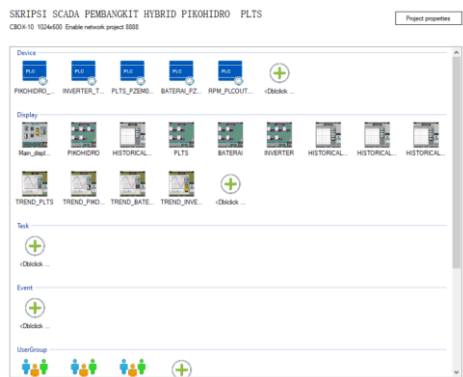 SKRIPSI SCADA PEMBANGKIT HYBRID PIKOHIDRO PLTS
Project properties
CBOX-10 1024x600 Enable network project 8888
Device
PLC PLC PLC PLC PLC
PIKOHIDRO_... INVERTER_T... PLTS_PZEM0... BATERAI_PZ... RPM_PLCOUT... <Dblclick ...
Display
Main_displ... PIKOHIDRO HISTORICAL... PLTS BATERAI INVERTER HISTORICAL... HISTORICAL... HISTORICAL...
TREND_PLTS TREND_PIKO... TREND_BATE... TREND_INVE... <Dblclick ...
Task
<Dblclick ...
Event
<Dblclick ...
UserGroup